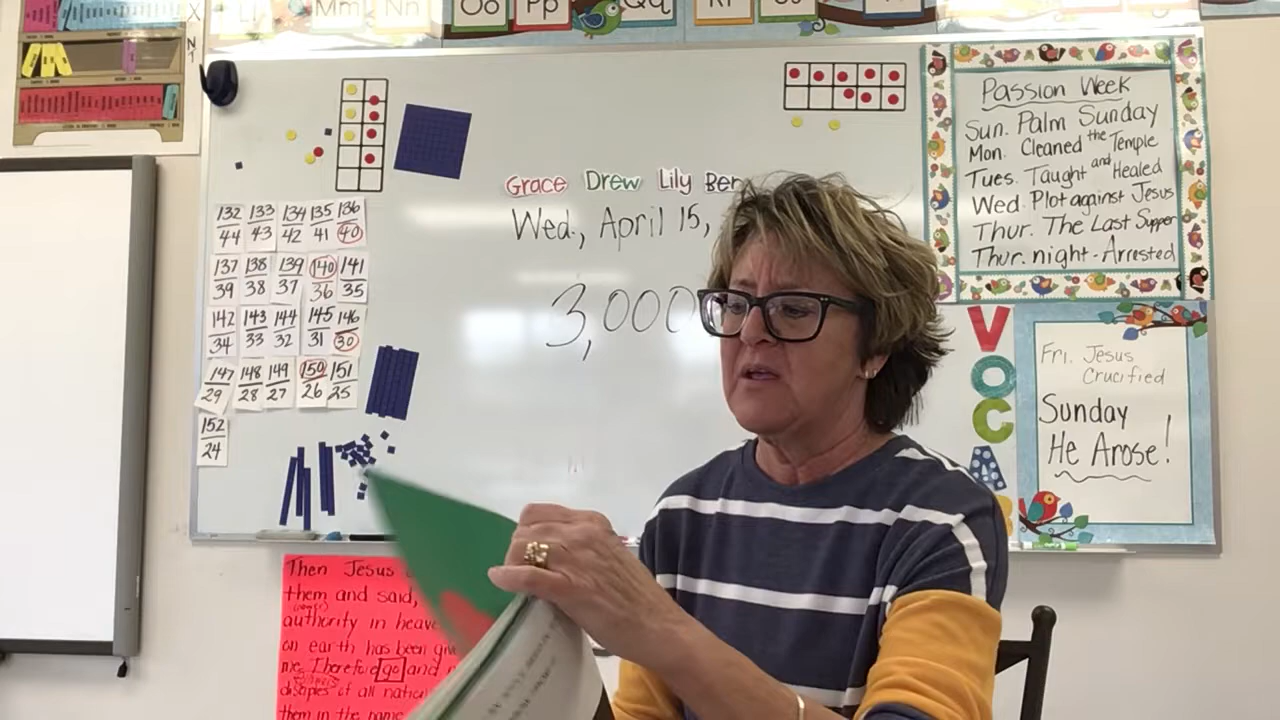 Ll Mm Nn Oo Pp Qq
Grace Drew Lily
Wed., April 15,
3,000
132 133 134 135 136
44 43 42 41 40
137 138 139 140 141
39 38 37 36 35
142 143 144 145 146
34 33 32 31 30
147 148 149 150 151
29 28 27 26 25
152
24
Passion Week
Sun. Palm Sunday
Mon. Cleaned the Temple
Tues. Taught and Healed
Wed. Plot against Jesus
Thur. The Last Supper
Thur. night - Arrested
VOCAB
Fri. Jesus
Crucified
Sunday
He Arose!
Then Jesus
them and said,
authority in
on earth has been
me. Therefore go and
disciples of all
them in the name